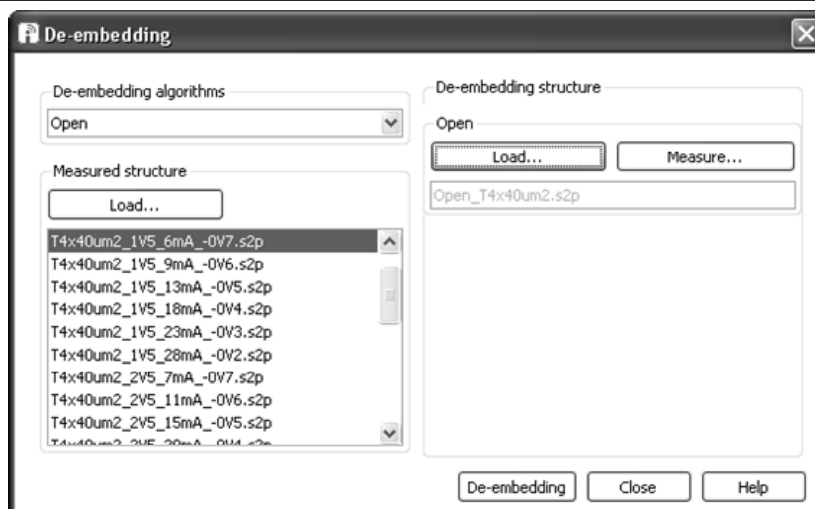 De-embedding
De-embedding algorithms
Open
Measured structure
Load...
T4x40um2_1V5_6mA_-0V7.s2p
T4x40um2_1V5_9mA_-0V6.s2p
T4x40um2_1V5_13mA_-0V5.s2p
T4x40um2_1V5_18mA_-0V4.s2p
T4x40um2_1V5_23mA_-0V3.s2p
T4x40um2_1V5_28mA_-0V2.s2p
T4x40um2_2V5_7mA_-0V7.s2p
T4x40um2_2V5_11mA_-0V6.s2p
T4x40um2_2V5_15mA_-0V5.s2p
De-embedding structure
Open
Load... Measure...
Open_T4x40um2.s2p
De-embedding Close Help